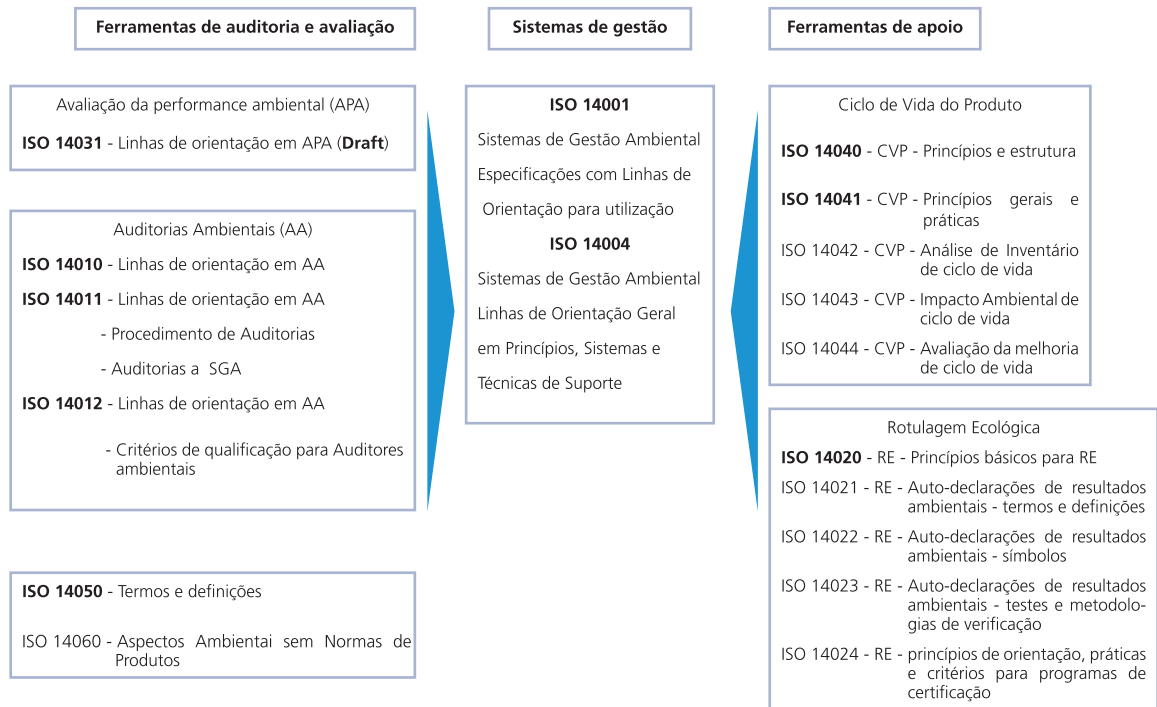 Ferramentas de auditoria e avaliação
Sistemas de gestão
Ferramentas de apoio
Avaliação da performance ambiental (APA)
ISO 14031 - Linhas de orientação em APA (Draft)
Auditorias Ambientais (AA)
ISO 14010 - Linhas de orientação em AA
ISO 14011 - Linhas de orientação em AA
- Procedimento de Auditorias
- Auditorias a SGA
ISO 14012 - Linhas de orientação em AA
- Critérios de qualificação para Auditores
ambientais
ISO 14050 - Termos e definições
ISO 14060 - Aspectos Ambientai sem Normas de
Produtos
ISO 14001
Sistemas de Gestão Ambiental
Especificações com Linhas de
Orientação para utilização
ISO 14004
Sistemas de Gestão Ambiental
Linhas de Orientação Geral
em Princípios, Sistemas e
Técnicas de Suporte
Ciclo de Vida do Produto
ISO 14040 - CVP - Princípios e estrutura
ISO 14041 - CVP - Princípios gerais e
práticas
ISO 14042 - CVP - Análise de Inventário
de ciclo de vida
ISO 14043 - CVP - Impacto Ambiental de
ciclo de vida
ISO 14044 - CVP - Avaliação da melhoria
de ciclo de vida
Rotulagem Ecológica
ISO 14020 - RE - Princípios básicos para RE
ISO 14021 - RE - Auto-declarações de resultados
ambientais - termos e definições
ISO 14022 - RE - Auto-declarações de resultados
ambientais - símbolos
ISO 14023 - RE - Auto-declarações de resultados
ambientais - testes e metodolo-
gias de verificação
ISO 14024 - RE - princípios de orientação, práticas
e critérios para programas de
certificação